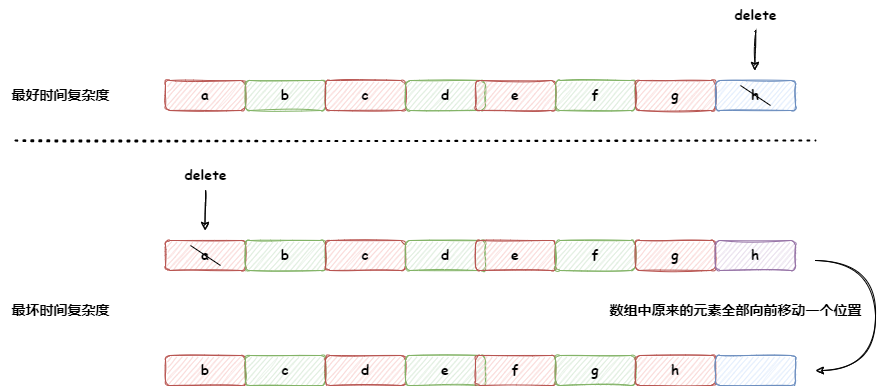 delete
最好时间复杂度
a b c d e f g h
delete
a b c d e f g h
最坏时间复杂度
数组中原来的元素全部向前移动一个位置
b c d e f g h